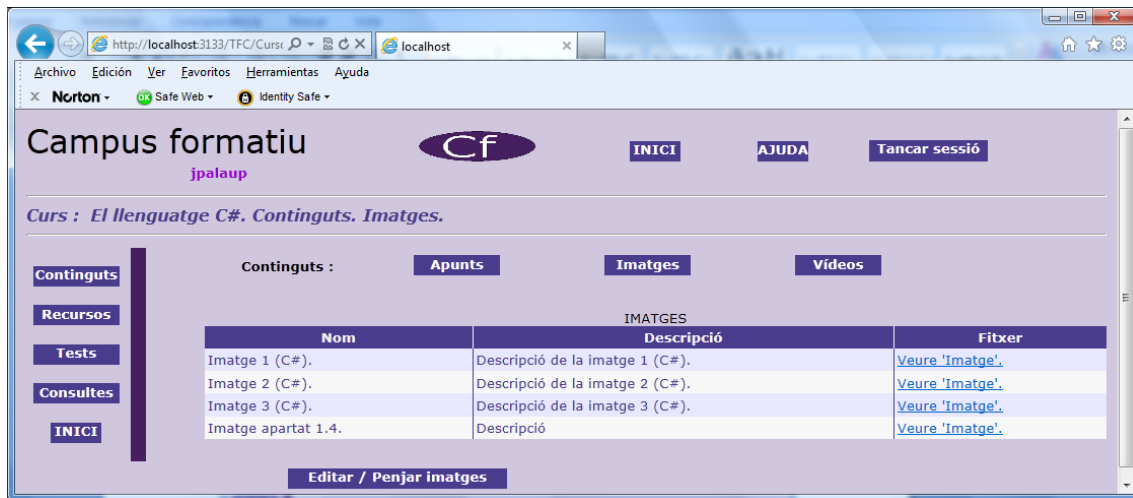 http://localhost:3133/TFC/Curs localhost
Archivo Edición Ver Favoritos Herramientas Ayuda
Norton Safe Web Identity Safe
Campus formatiu Cf INICI AJUDA Tancar sessió
jpalaup
Curs : El llenguatge C#. Continguts. Imatges.
Continguts : Apunts Imatges Vídeos
Continguts
Recursos
Tests
Consultes
INICI
IMATGES
Nom Descripció Fitxer
Imatge 1 (C#). Descripció de la imatge 1 (C#). Veure 'Imatge'.
Imatge 2 (C#). Descripció de la imatge 2 (C#). Veure 'Imatge'.
Imatge 3 (C#). Descripció de la imatge 3 (C#). Veure 'Imatge'.
Imatge apartat 1.4. Descripció Veure 'Imatge'.
Editar / Penjar imatges